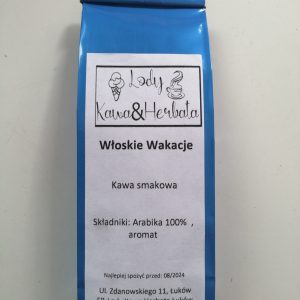 Lody
Kawa&Herbata
Włoskie Wakacje
Kawa smakowa
Składniki: Arabika 100% ,
aromat
Najlepiej spożyć przed: 08/2024
Ul. Zdanowskiego 11, Łuków